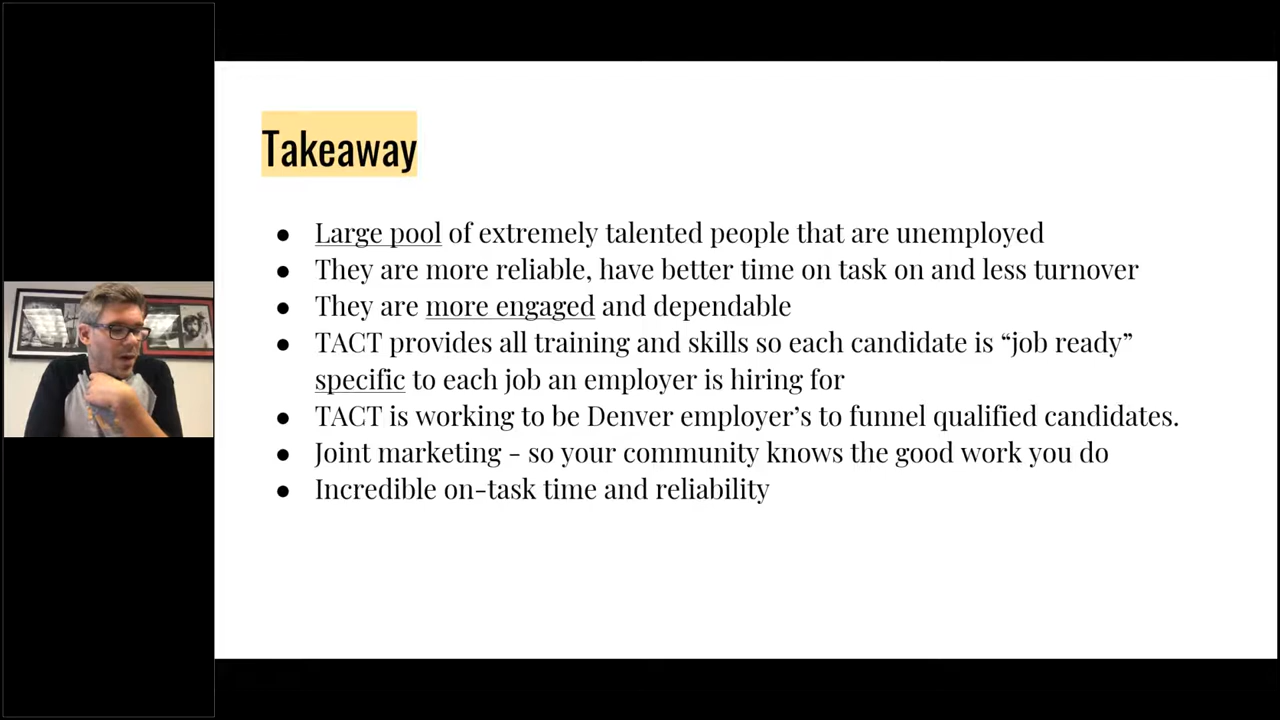 Takeaway
● Large pool of extremely talented people that are unemployed
● They are more reliable, have better time on task on and less turnover
● They are more engaged and dependable
● TACT provides all training and skills so each candidate is “job ready”
specific to each job an employer is hiring for
● TACT is working to be Denver employer’s to funnel qualified candidates.
● Joint marketing - so your community knows the good work you do
● Incredible on-task time and reliability